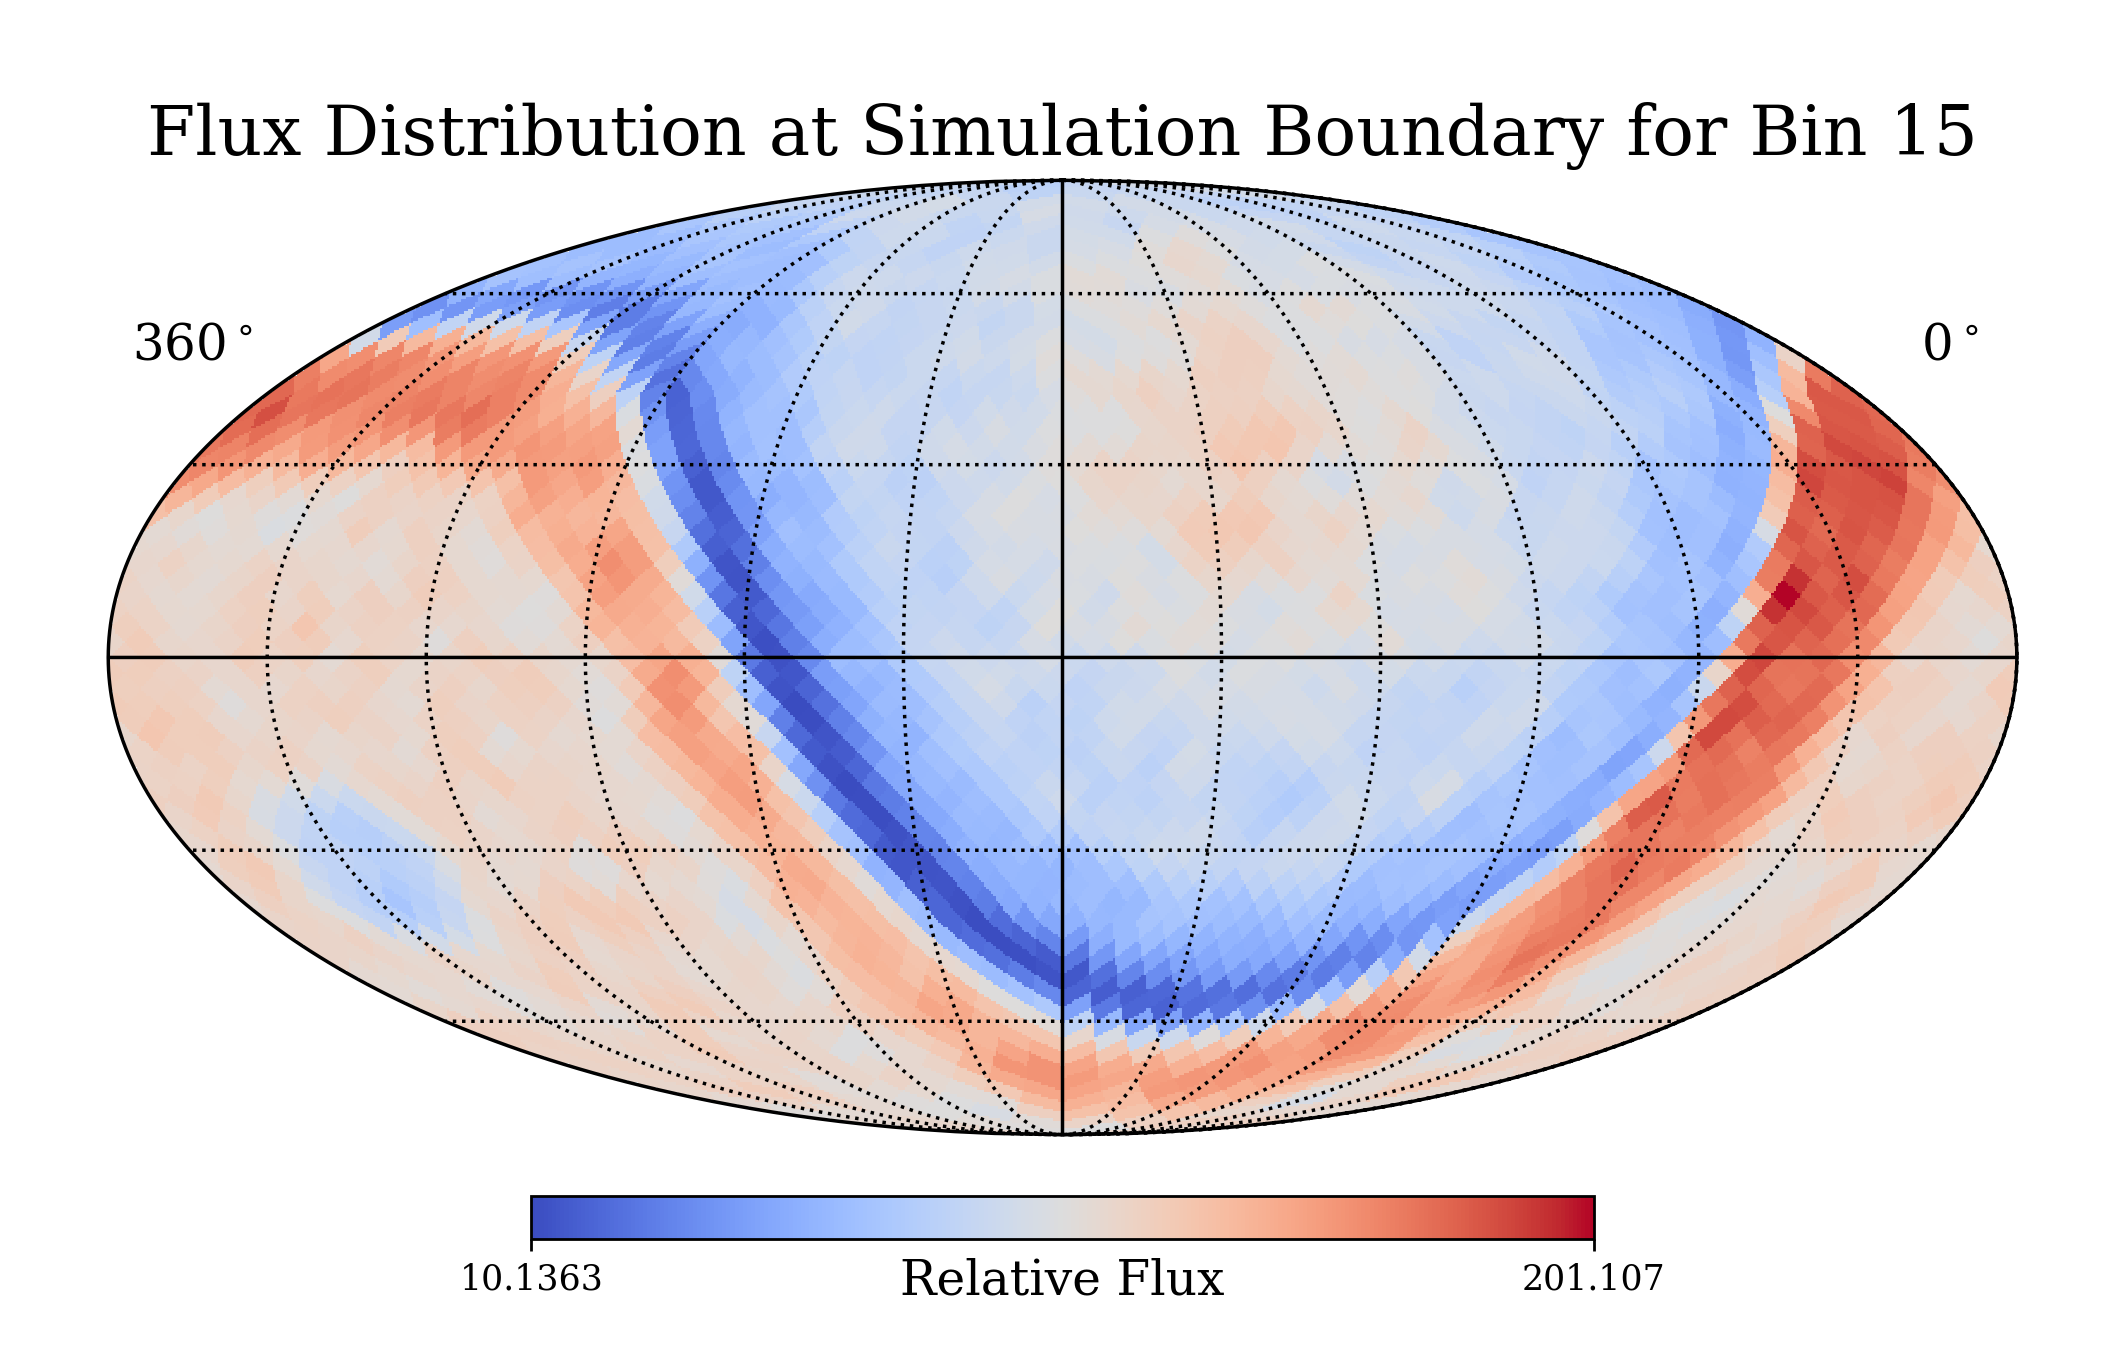 Flux Distribution at Simulation Boundary for Bin 15
360°
0°
10.1363
Relative Flux
201.107